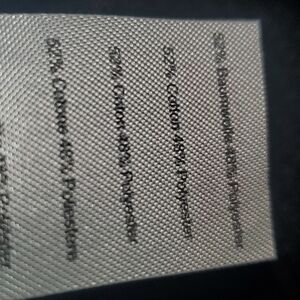 52% Baumwolle 48% Polyester
52% Cotton 48% Polyester
52% Coton 48% Polyester
52% Cotone 48% Poliestere